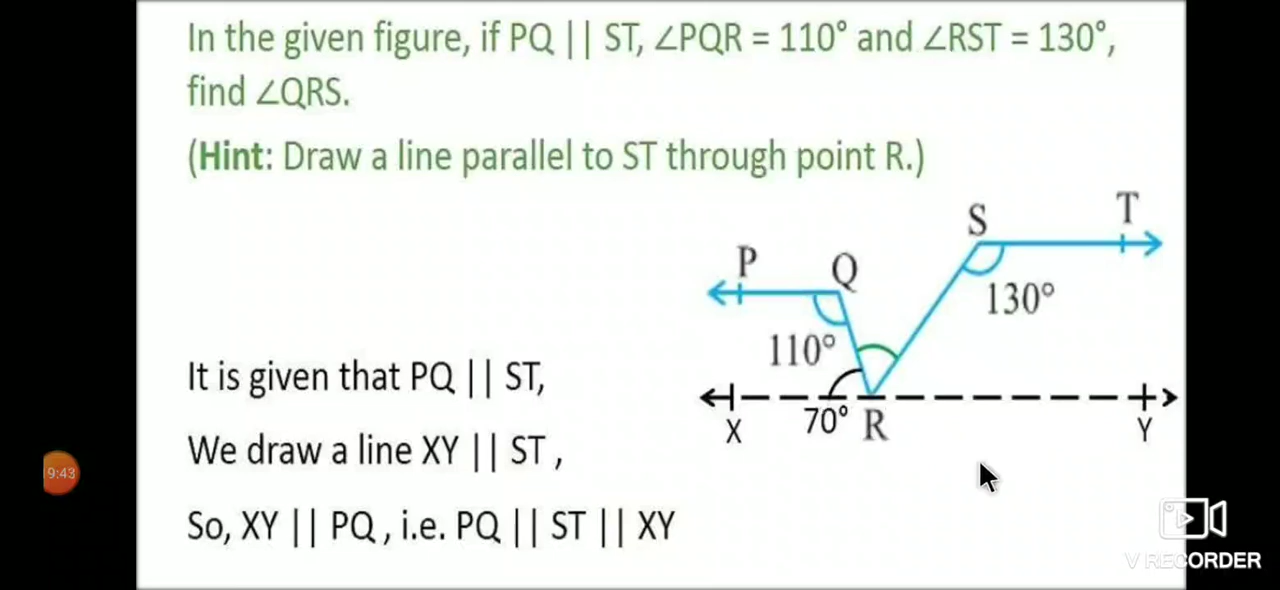 In the given figure, if PQ || ST, ∠PQR = 110° and ∠RST = 130°,
find ∠QRS.
(Hint: Draw a line parallel to ST through point R.)
T
S
P
Q
130°
110°
It is given that PQ || ST,
70° R
X
Y
We draw a line XY || ST ,
9:43
So, XY || PQ , i.e. PQ || ST || XY
V RECORDER